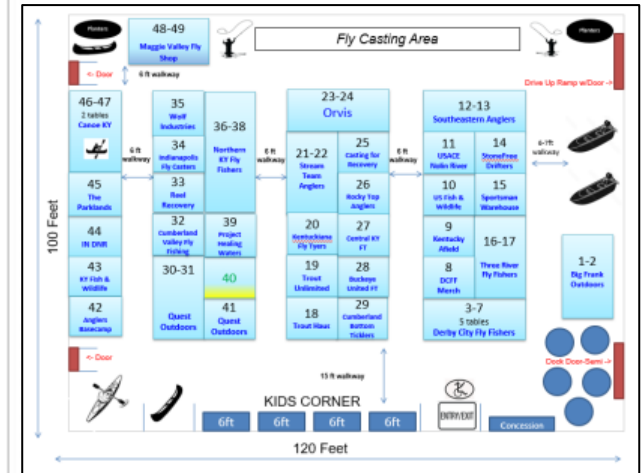 Planters
48-49
Maggie Valley Fly
Shop
Fly Casting Area
Planters
<- Door
6 ft walkway
Drive Up Ramp w/Door ->
46-47
2 tables
Canoe KY
35
Wolf
Industries
36-38
Northern
KY Fly
Fishers
23-24
Orvis
12-13
Southeastern Anglers
34
Indianapolis
Fly Casters
21-22
Stream
Team
Anglers
25
Casting for
Recovery
11
USACE
Nolin River
14
StoneFree
Drifters
6 ft
walkway
6 ft
walkway
6 ft
walkway
6-7ft
walkway
45
The
Parklands
33
Reel
Recovery
26
Rocky Top
Anglers
10
US Fish &
Wildlife
15
Sportsman
Warehouse
100 Feet
44
IN DNR
32
Cumberland
Valley Fly
Fishing
39
Project
Healing
Waters
20
Kentuckiana
Fly Tyers
27
Central KY
FT
9
Kentucky
Afield
16-17
Three River
Fly Fishers
1-2
Big Frank
Outdoors
43
KY Fish &
Wildlife
30-31
Quest
Outdoors
40
19
Trout
Unlimited
28
Buckeye
United FT
8
DCFF
Merch
42
Anglers
Basecamp
41
Quest
Outdoors
18
Trout Haus
29
Cumberland
Bottom
Ticklers
3-7
5 tables
Derby City Fly Fishers
<- Door
Dock Door-Semi ->
15 ft walkway
KIDS CORNER
6ft
6ft
6ft
6ft
ENTRY/EXIT
Concession
120 Feet